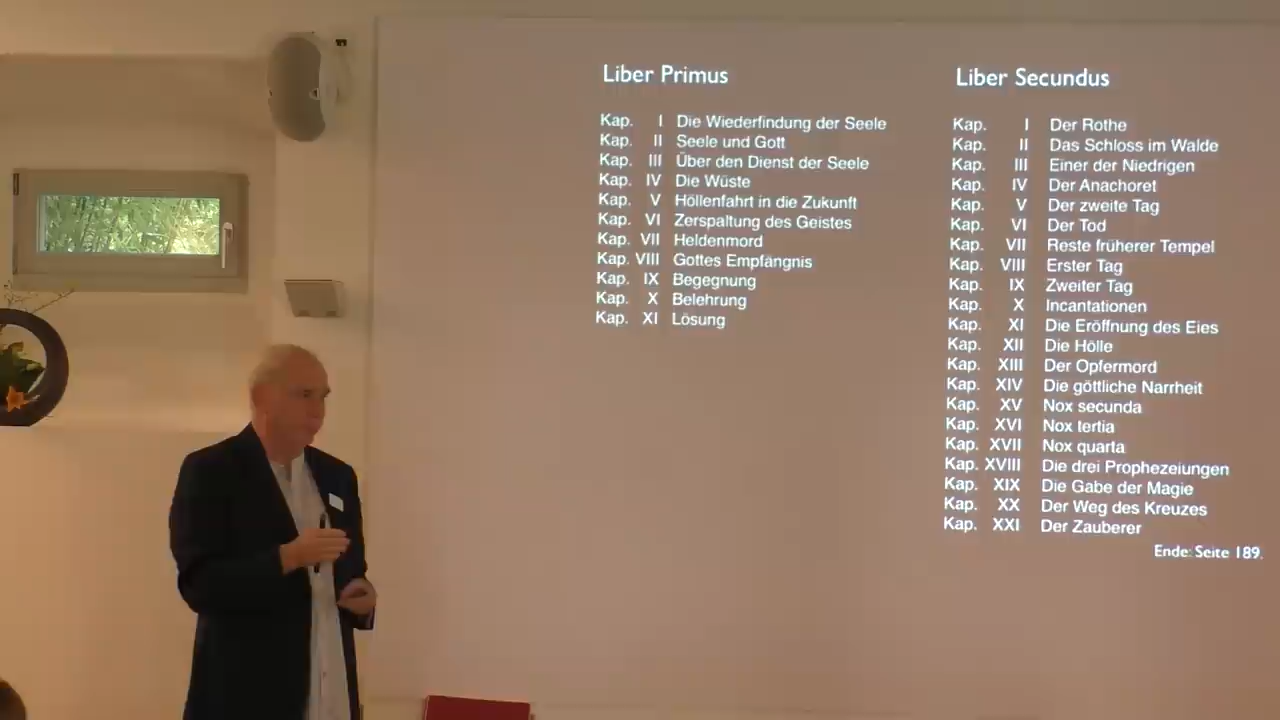 Liber Primus
Kap. I Die Wiederfindung der Seele
Kap. II Seele und Gott
Kap. III Über den Dienst der Seele
Kap. IV Die Wüste
Kap. V Höllenfahrt in die Zukunft
Kap. VI Zerspaltung des Geistes
Kap. VII Heldenmord
Kap. VIII Gottes Empfängnis
Kap. IX Begegnung
Kap. X Belehrung
Kap. XI Lösung
Liber Secundus
Kap. I Der Rothe
Kap. II Das Schloss im Walde
Kap. III Einer der Niedrigen
Kap. IV Der Anachoret
Kap. V Der zweite Tag
Kap. VI Der Tod
Kap. VII Reste früherer Tempel
Kap. VIII Erster Tag
Kap. IX Zweiter Tag
Kap. X Incantationen
Kap. XI Die Eröffnung des Eies
Kap. XII Die Hölle
Kap. XIII Der Opfermord
Kap. XIV Die göttliche Narrheit
Kap. XV Nox secunda
Kap. XVI Nox tertia
Kap. XVII Nox quarta
Kap. XVIII Die drei Prophezeiungen
Kap. XIX Die Gabe der Magie
Kap. XX Der Weg des Kreuzes
Kap. XXI Der Zauberer
Ende: Seite 189.